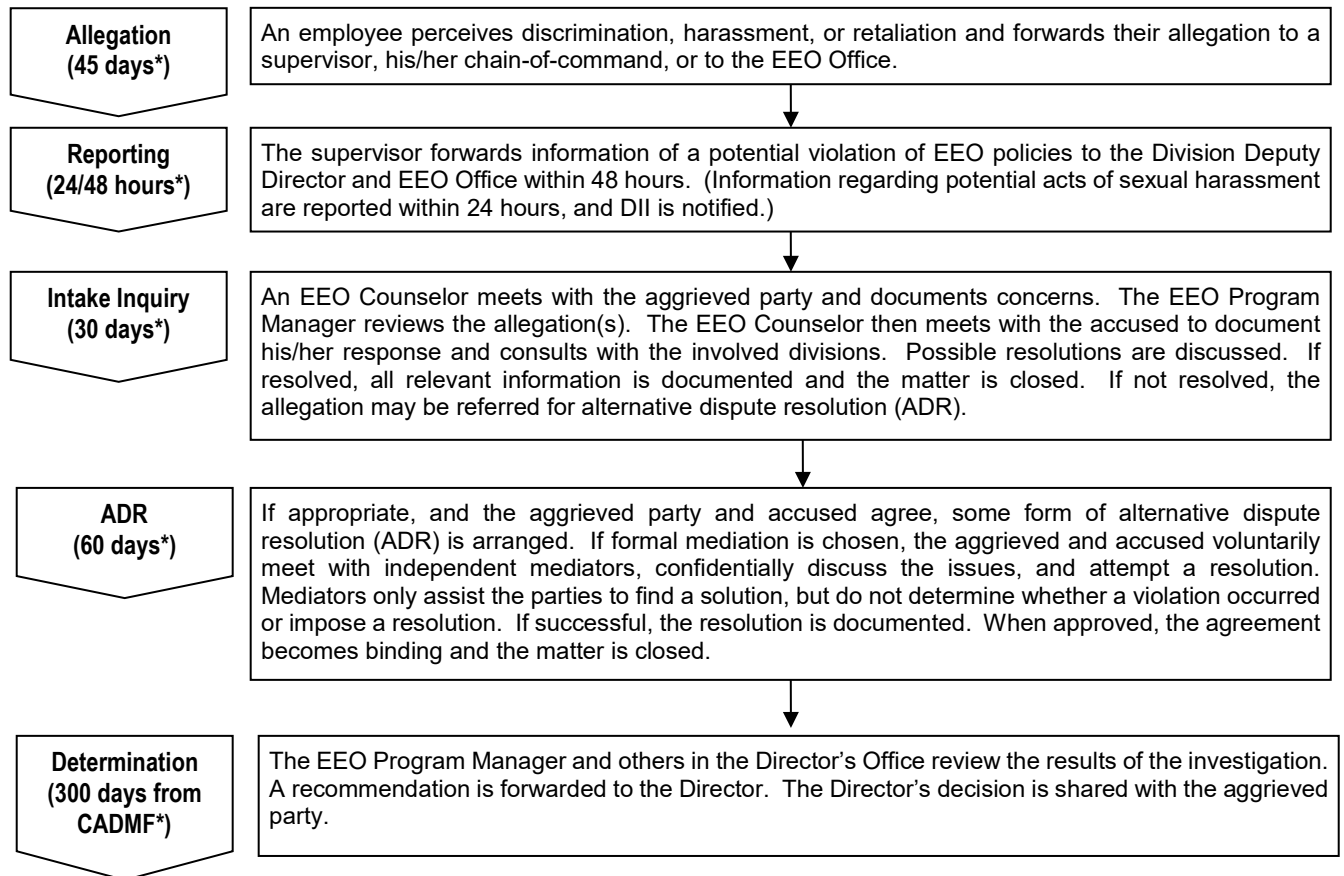 Allegation
(45 days*)
An employee perceives discrimination, harassment, or retaliation and forwards their allegation to a
supervisor, his/her chain-of-command, or to the EEO Office.
Reporting
(24/48 hours*)
The supervisor forwards information of a potential violation of EEO policies to the Division Deputy
Director and EEO Office within 48 hours.  (Information regarding potential acts of sexual harassment
are reported within 24 hours, and DII is notified.)
Intake Inquiry
(30 days*)
An EEO Counselor meets with the aggrieved party and documents concerns.  The EEO Program
Manager reviews the allegation(s).  The EEO Counselor then meets with the accused to document
his/her response and consults with the involved divisions.  Possible resolutions are discussed.  If
resolved, all relevant information is documented and the matter is closed.  If not resolved, the
allegation may be referred for alternative dispute resolution (ADR).
ADR
(60 days*)
If appropriate, and the aggrieved party and accused agree, some form of alternative dispute
resolution (ADR) is arranged.  If formal mediation is chosen, the aggrieved and accused voluntarily
meet with independent mediators, confidentially discuss the issues, and attempt a resolution.
Mediators only assist the parties to find a solution, but do not determine whether a violation occurred
or impose a resolution.  If successful, the resolution is documented.  When approved, the agreement
becomes binding and the matter is closed.
Determination
(300 days from
CADMF*)
The EEO Program Manager and others in the Director’s Office review the results of the investigation.
A recommendation is forwarded to the Director.  The Director’s decision is shared with the aggrieved
party.